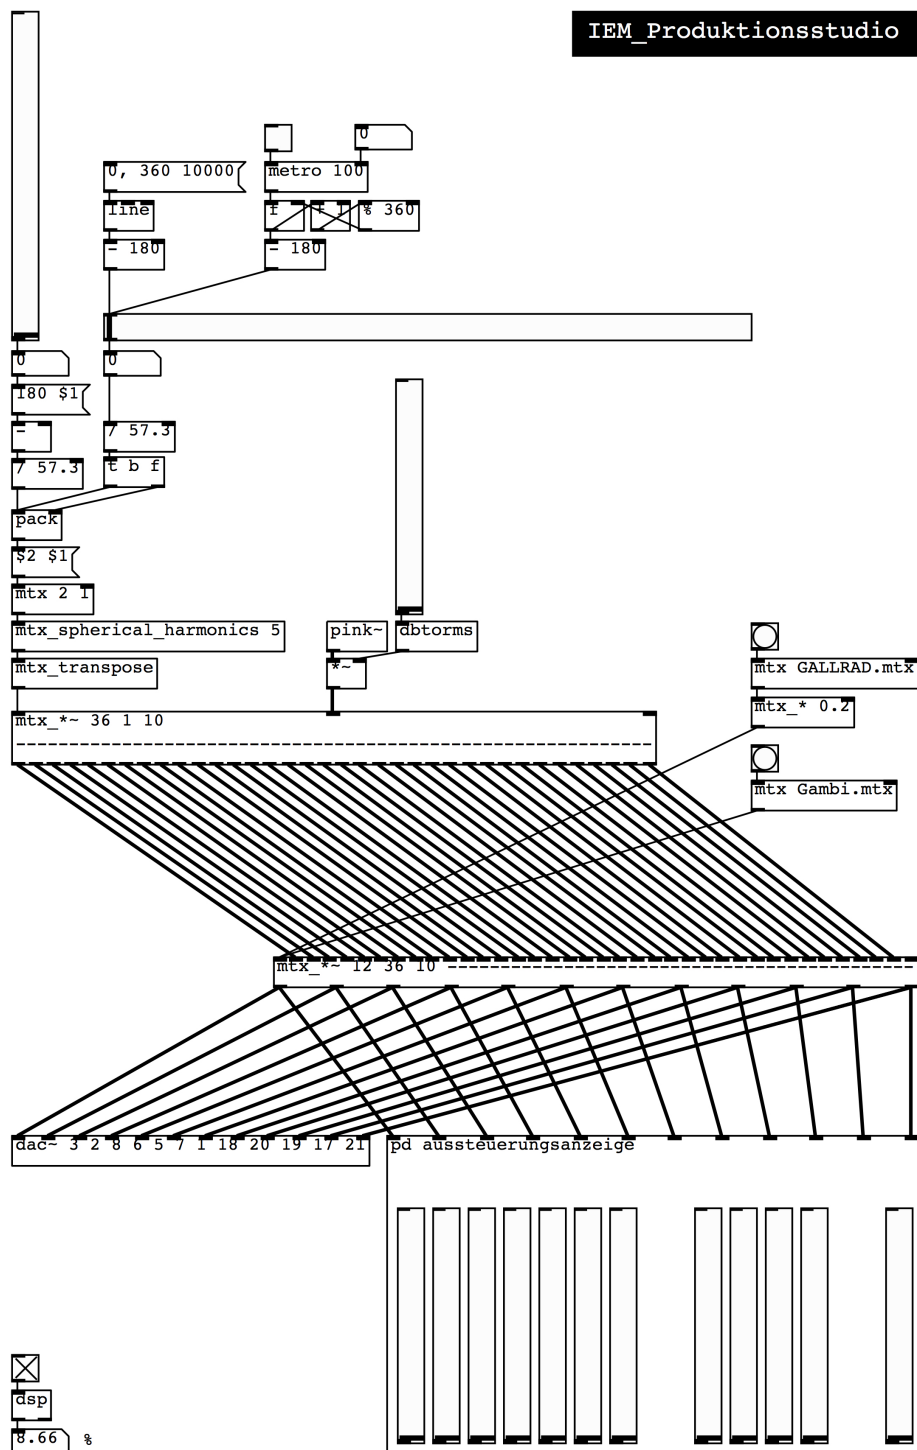 IEM_Produktionsstudio
0
0, 360 10000
metro 100
line
f
+ 1
% 360
- 180
- 180
0
0
180 $1
-
/ 57.3
/ 57.3
t b f
pack
$2 $1
mtx 2 1
mtx_spherical_harmonics 5
pink~
dbtorms
mtx_transpose
*~
mtx GALLRAD.mtx
mtx_* 0.2
mtx_*~ 36 1 10
mtx Gambi.mtx
mtx_*~ 12 36 10
dac~ 3 2 8 6 5 7 1 18 20 19 17 21
pd aussteuerungsanzeige
dsp
8.66 %